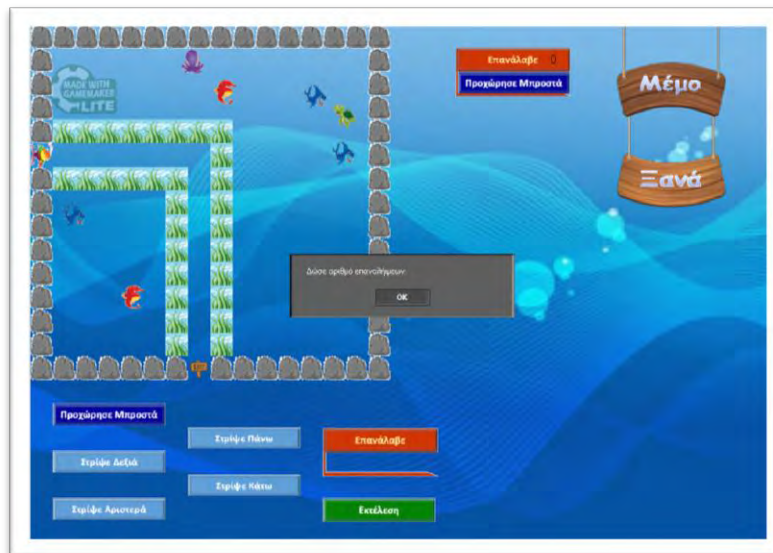 Επανάλαβε 0
Προχώρησε Μπροστά
Μέμο
Ξανά
MADE WITH
GAMEMAKER
LITE
Δώσε αριθμό επαναλήψεων:
OK
Προχώρησε Μπροστά
Στρίψε Πάνω
Επανάλαβε
Στρίψε Δεξιά
Στρίψε Κάτω
Στρίψε Αριστερά
Εκτέλεση